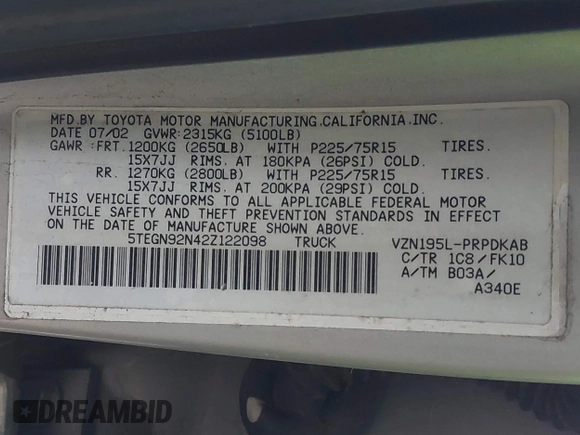 MFD.BY TOYOTA MOTOR MANUFACTURING,CALIFORNIA,INC.
DATE 07/02 GVWR:2315KG (5100LB)
GAWR: FRT.1200KG (2650LB) WITH P225/75R15 TIRES.
15X7JJ RIMS. AT 180KPA (26PSI) COLD.
RR. 1270KG (2800LB) WITH P225/75R15 TIRES.
15X7JJ RIMS. AT 200KPA (29PSI) COLD.
THIS VEHICLE CONFORMS TO ALL APPLICABLE FEDERAL MOTOR
VEHICLE SAFETY AND THEFT PREVENTION STANDARDS IN EFFECT
ON THE DATE OF MANUFACTURE SHOWN ABOVE.
5TEGN92N42Z122098 TRUCK VZN195L-PRPDKAB
C/TR 1C8/FK10
A/TM B03A/
A340E
DREAMBID